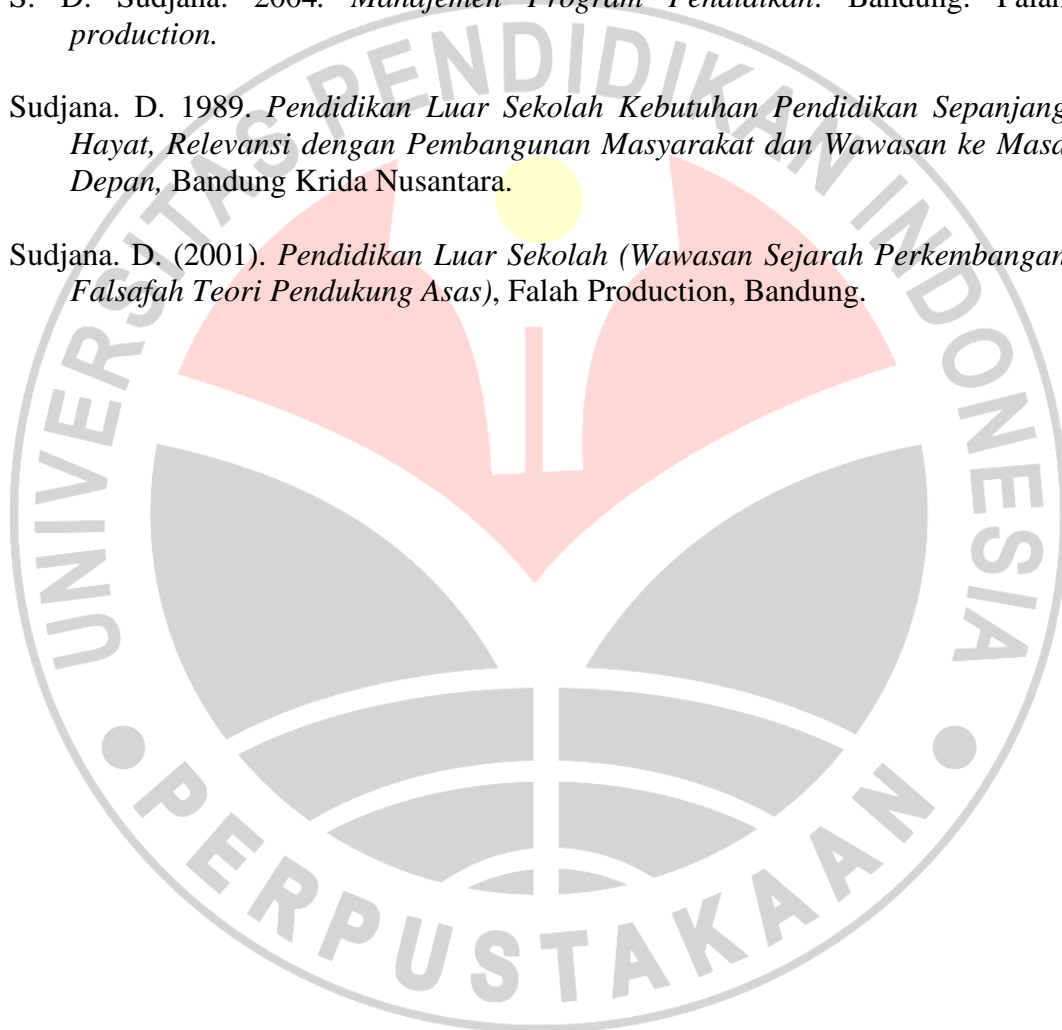 S. D. Sudjana. 2004. Manajemen Program Pendidikan. Bandung: Falah
production.
Sudjana. D. 1989. Pendidikan Luar Sekolah Kebutuhan Pendidikan Sepanjang
Hayat, Relevansi dengan Pembangunan Masyarakat dan Wawasan ke Masa
Depan, Bandung Krida Nusantara.
Sudjana. D. (2001). Pendidikan Luar Sekolah (Wawasan Sejarah Perkembangan
Falsafah Teori Pendukung Asas), Falah Production, Bandung.
UNIVERSITAS PENDIDIKAN INDONESIA
PERPUSTAKAAN